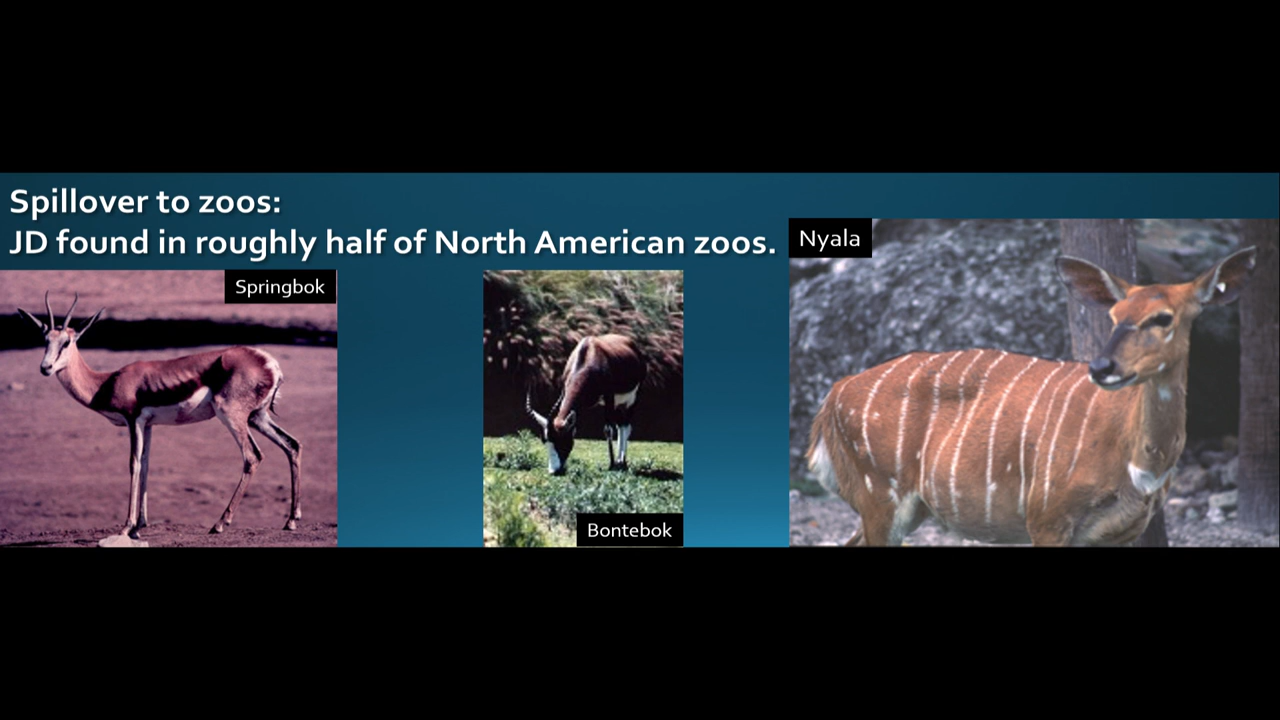 Spillover to zoos:
JD found in roughly half of North American zoos.
Nyala
Springbok
Bontebok